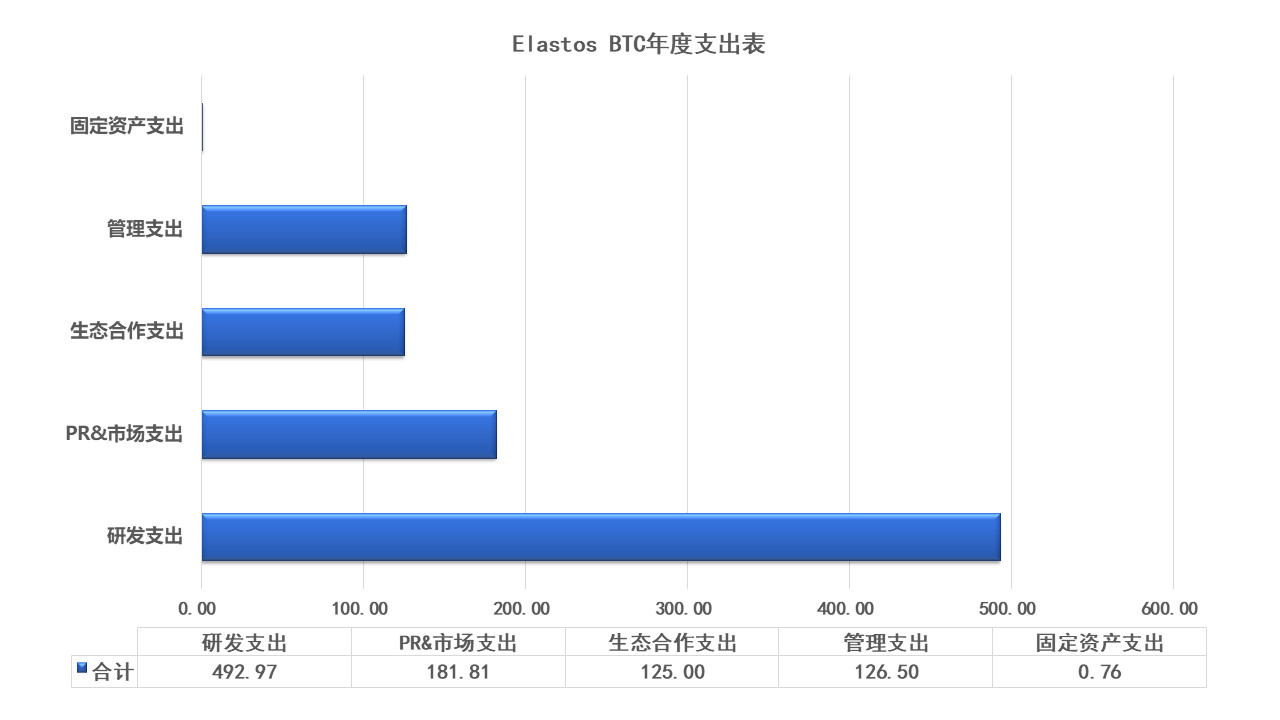 Elastos BTC年度支出表
固定资产支出
管理支出
生态合作支出
PR&市场支出
研发支出
0.00 100.00 200.00 300.00 400.00 500.00 600.00
研发支出 PR&市场支出 生态合作支出 管理支出 固定资产支出
合计 492.97 181.81 125.00 126.50 0.76